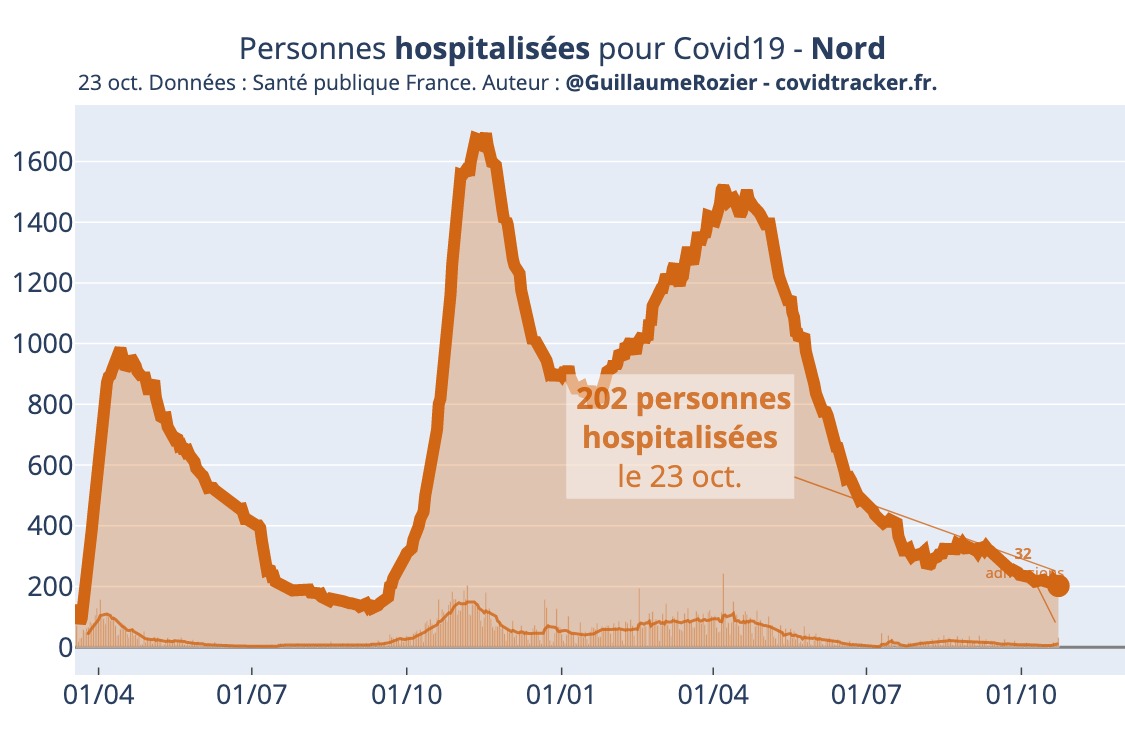 Personnes hospitalisées pour Covid19 - Nord
23 oct. Données : Santé publique France. Auteur : @GuillaumeRozier - covidtracker.fr.
1600
1400
1200
1000
800
600
400
200
0
202 personnes
hospitalisées
le 23 oct.
32
admissions
01/04
01/07
01/10
01/01
01/04
01/07
01/10